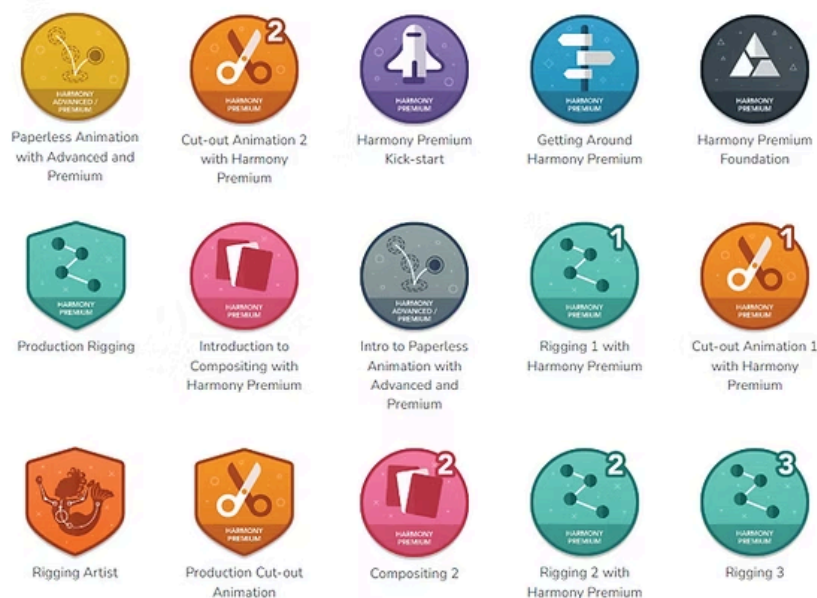 HARMONY
ADVANCED /
PREMIUM
Paperless Animation
with Advanced and
Premium
2
HARMONY
PREMIUM
Cut-out Animation 2
with Harmony
Premium
HARMONY
PREMIUM
Harmony Premium
Kick-start
HARMONY
PREMIUM
Getting Around
Harmony Premium
HARMONY
PREMIUM
Harmony Premium
Foundation
HARMONY
PREMIUM
Production Rigging
HARMONY
PREMIUM
Introduction to
Compositing with
Harmony Premium
HARMONY
ADVANCED /
PREMIUM
Intro to Paperless
Animation with
Advanced and
Premium
1
HARMONY
PREMIUM
Rigging 1 with
Harmony Premium
1
HARMONY
PREMIUM
Cut-out Animation 1
with Harmony
Premium
Rigging Artist
HARMONY
PREMIUM
Production Cut-out
Animation
2
HARMONY
PREMIUM
Compositing 2
2
HARMONY
PREMIUM
Rigging 2 with
Harmony Premium
3
HARMONY
PREMIUM
Rigging 3